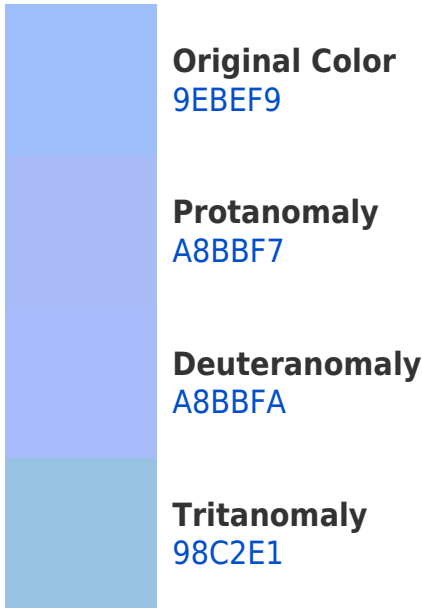 Original Color
9EBEF9
Protanomaly
A8BBF7
Deuteranomaly
A8BBFA
Tritanomaly
98C2E1